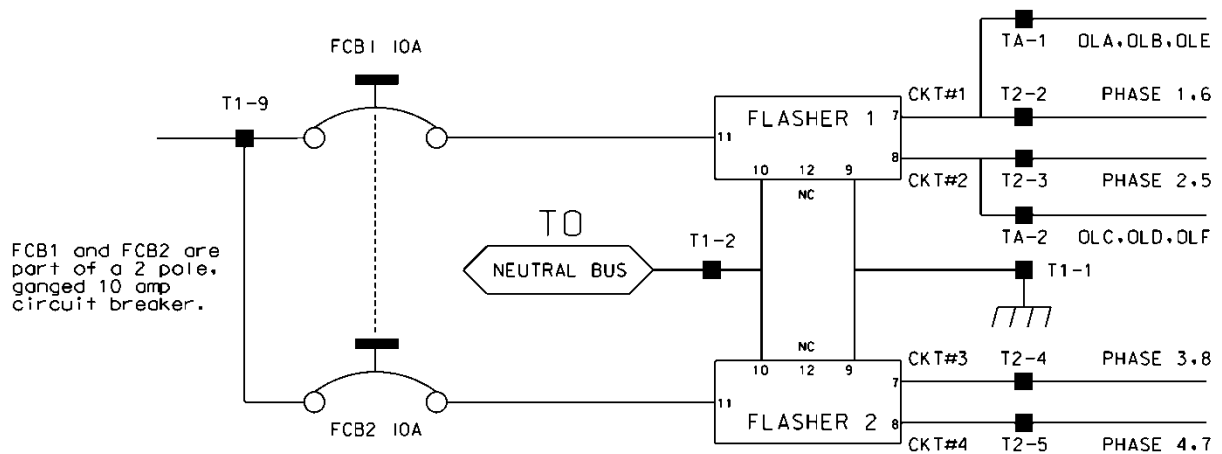 FCB1 10A
T1-9
FCB1 and FCB2 are
part of a 2 pole,
ganged 10 amp
circuit breaker.
FCB2 10A
TO
NEUTRAL BUS
T1-2
11 FLASHER 1 7
8
10 12 9
NC
CKT#1
CKT#2
TA-1 OLA,OLB,OLE
T2-2 PHASE 1,6
T2-3 PHASE 2,5
TA-2 OLC,OLD,OLF
T1-1
NC
10 12 9
11 FLASHER 2 7
8
CKT#3 T2-4 PHASE 3,8
CKT#4 T2-5 PHASE 4,7